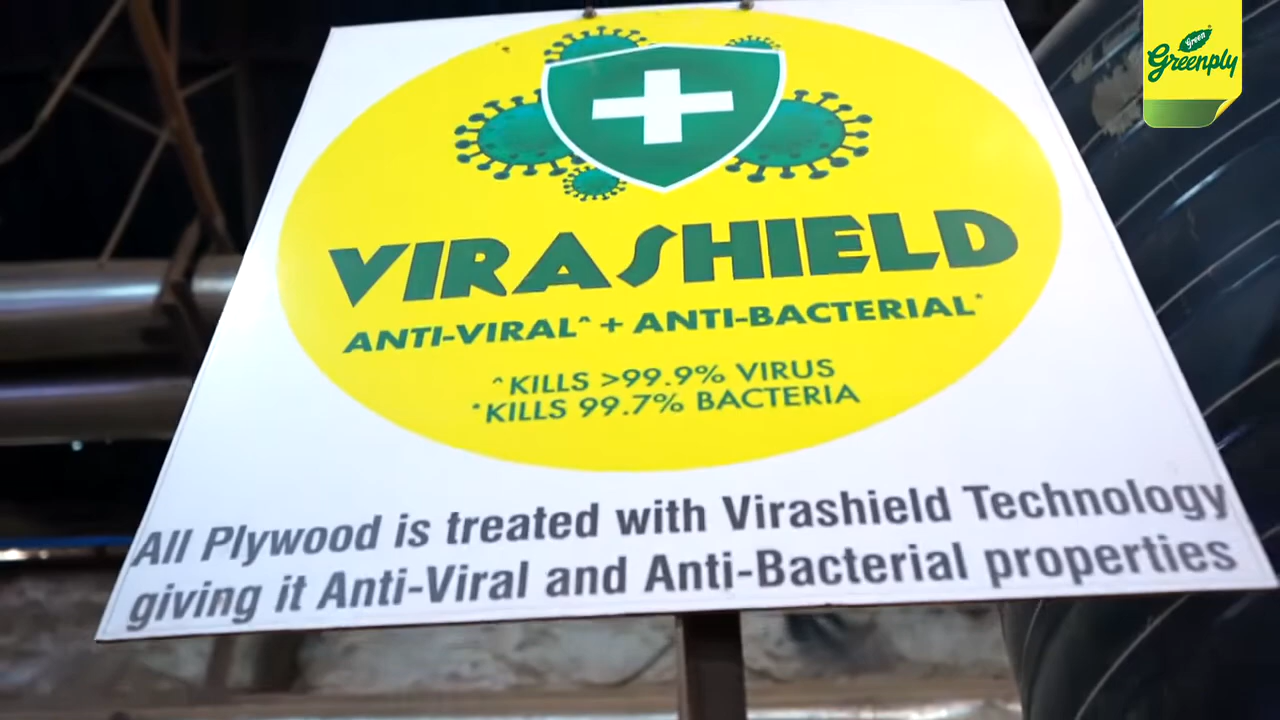 Green
Greenply
VIRASHIELD
ANTI-VIRAL^ + ANTI-BACTERIAL*
^KILLS >99.9% VIRUS
*KILLS 99.7% BACTERIA
All Plywood is treated with Virashield Technology
giving it Anti-Viral and Anti-Bacterial properties